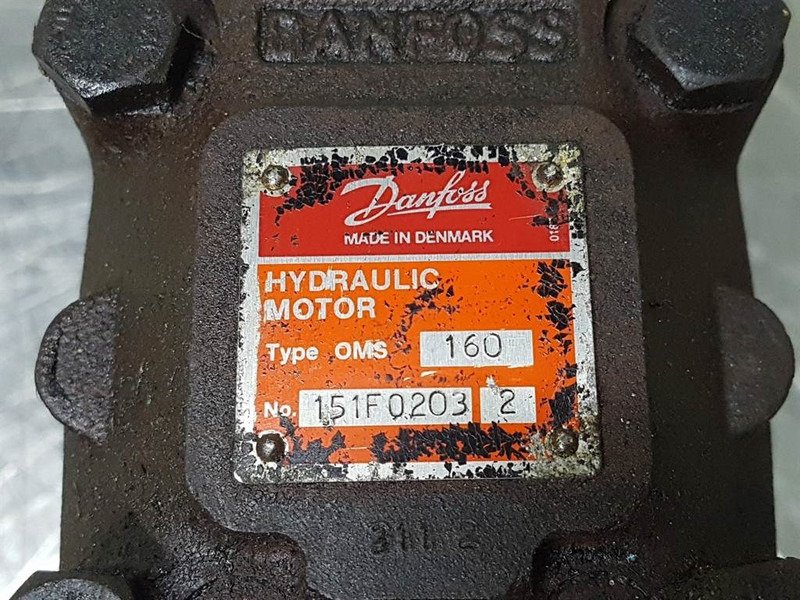 DANFOSS
Danfoss
MADE IN DENMARK
HYDRAULIC
MOTOR
Type OMS 160
No. 151F0203 2